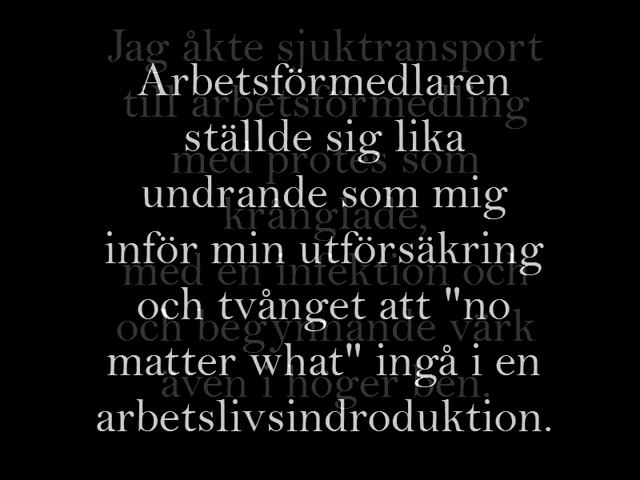 Jag åkte sjuktransport
till arbetsförmedling
med protes som
krånglade,
med en infektion och
och begynnande värk
även i höger ben.
Arbetsförmedlaren
ställde sig lika
undrande som mig
inför min utförsäkring
och tvånget att "no
matter what" ingå i en
arbetslivsindroduktion.